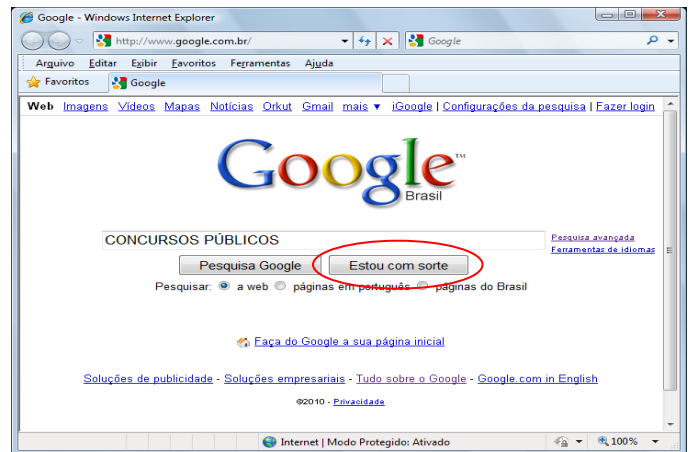 Google - Windows Internet Explorer
http://www.google.com.br/ Google
Arquivo Editar Exibir Favoritos Ferramentas Ajuda
Favoritos Google
Web Imagens Vídeos Mapas Notícias Orkut Gmail mais ▼ iGoogle | Configurações da pesquisa | Fazer login
Google™
Brasil
CONCURSOS PÚBLICOS
Pesquisa avançada
Ferramentas de idiomas
Pesquisa Google Estou com sorte
Pesquisar: a web páginas em português páginas do Brasil
Faça do Google a sua página inicial
Soluções de publicidade - Soluções empresariais - Tudo sobre o Google - Google.com in English
©2010 - Privacidade
Internet | Modo Protegido: Ativado 100%